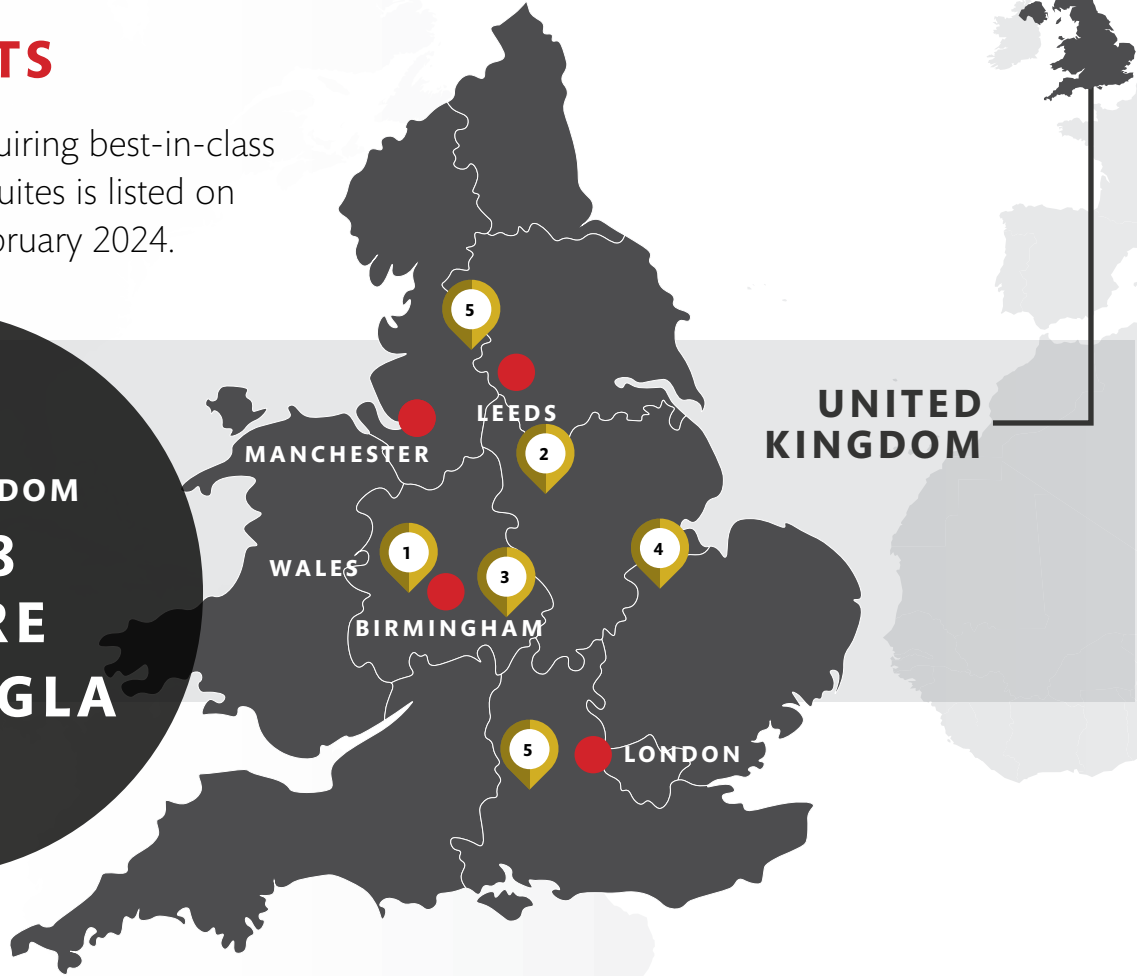 TS
uiring best-in-class
uites is listed on
bruary 2024.
5
LEEDS
MANCHESTER
2
UNITED
KINGDOM
DOM
3
RE
GLA
1
WALES
3
4
BIRMINGHAM
5
LONDON